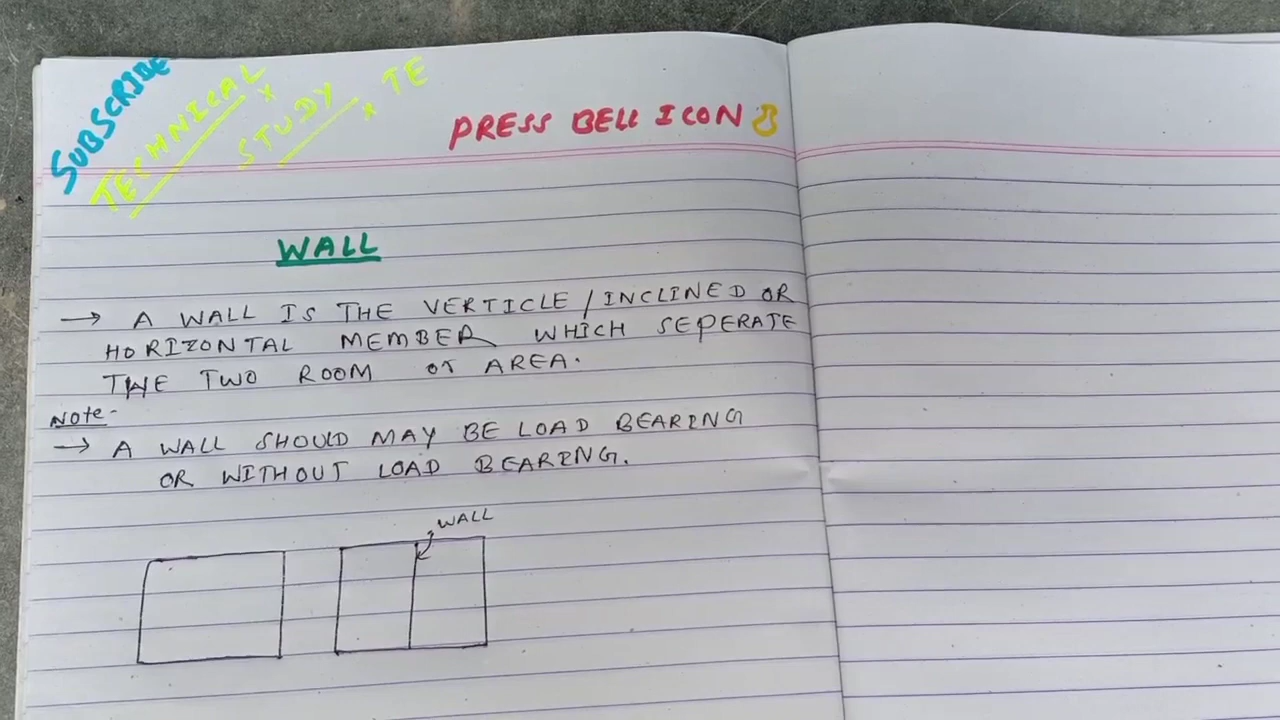 SUBSCRIBE
TECHNICAL
STUDY
TE
PRESS BELL ICON
WALL
→ A WALL IS THE VERTICLE / INCLINED OR
HORIZONTAL MEMBER WHICH SEPERATE
THE TWO ROOM or AREA.
Note-
→ A WALL SHOULD MAY BE LOAD BEARING
OR WITHOUT LOAD BEARING.
WALL